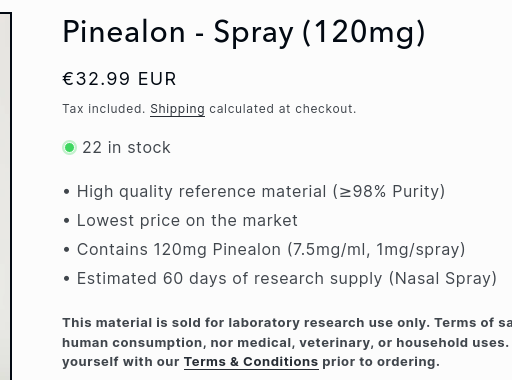 Pinealon - Spray (120mg)
€32.99 EUR
Tax included. Shipping calculated at checkout.
22 in stock
• High quality reference material (≥98% Purity)
• Lowest price on the market
• Contains 120mg Pinealon (7.5mg/ml, 1mg/spray)
• Estimated 60 days of research supply (Nasal Spray)
This material is sold for laboratory research use only. Terms of
human consumption, nor medical, veterinary, or household uses.
yourself with our Terms & Conditions prior to ordering.